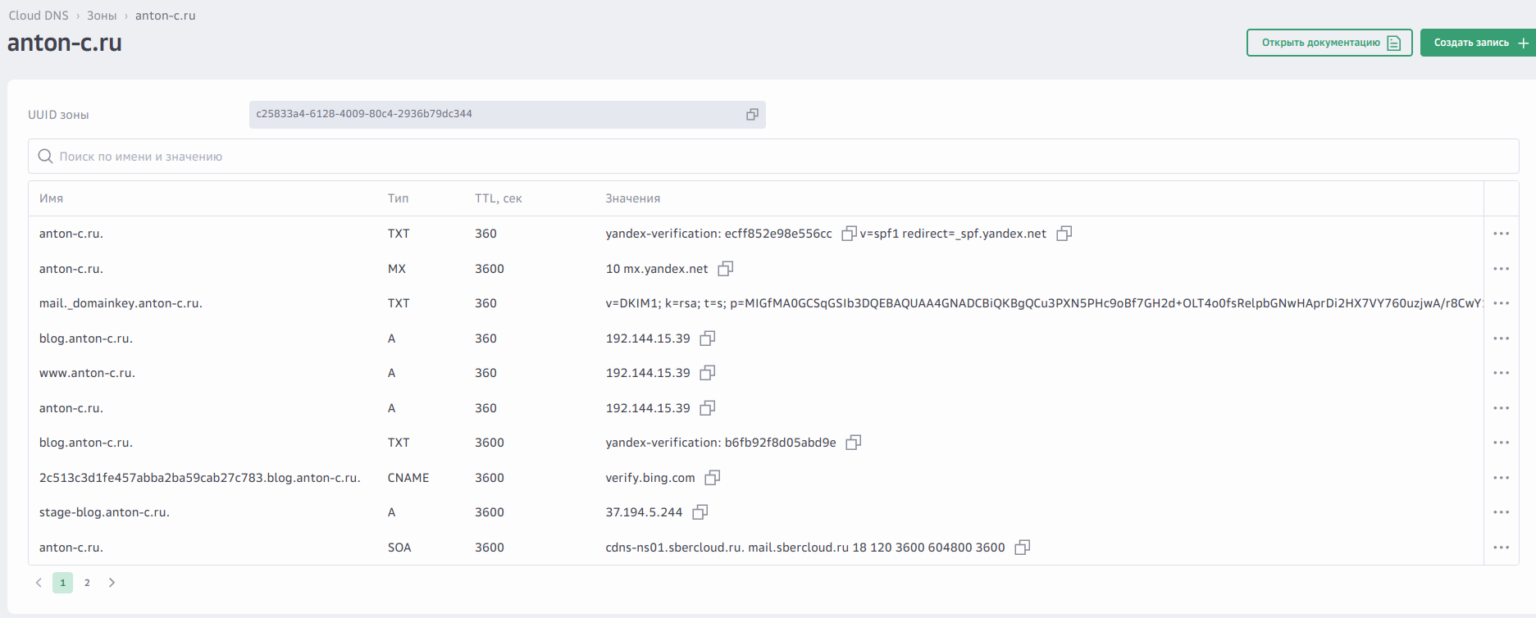 Cloud DNS › Зоны › anton-c.ru
anton-c.ru
Открыть документацию
Создать запись
UUID зоны c25833a4-6128-4009-80c4-2936b79dc344
Поиск по имени и значению
Имя Тип TTL, сек Значения
anton-c.ru. TXT 360 yandex-verification: ecff852e98e556cc v=spf1 redirect=_spf.yandex.net
anton-c.ru. MX 3600 10 mx.yandex.net
mail._domainkey.anton-c.ru. TXT 360 v=DKIM1; k=rsa; t=s; p=MIGfMA0GCSqGSIb3DQEBAQUAA4GNADCBiQKBgQCu3PXN5PHc9oBf7GH2d+OLT4o0fsRelpbGNwHAprDi2HX7VY760uzjwA/r8CwY
blog.anton-c.ru. A 360 192.144.15.39
www.anton-c.ru. A 360 192.144.15.39
anton-c.ru. A 360 192.144.15.39
blog.anton-c.ru. TXT 3600 yandex-verification: b6fb92f8d05abd9e
2c513c3d1fe457abba2ba59cab27c783.blog.anton-c.ru. CNAME 3600 verify.bing.com
stage-blog.anton-c.ru. A 3600 37.194.5.244
anton-c.ru. SOA 3600 cdns-ns01.sbercloud.ru. mail.sbercloud.ru 18 120 3600 604800 3600
1 2